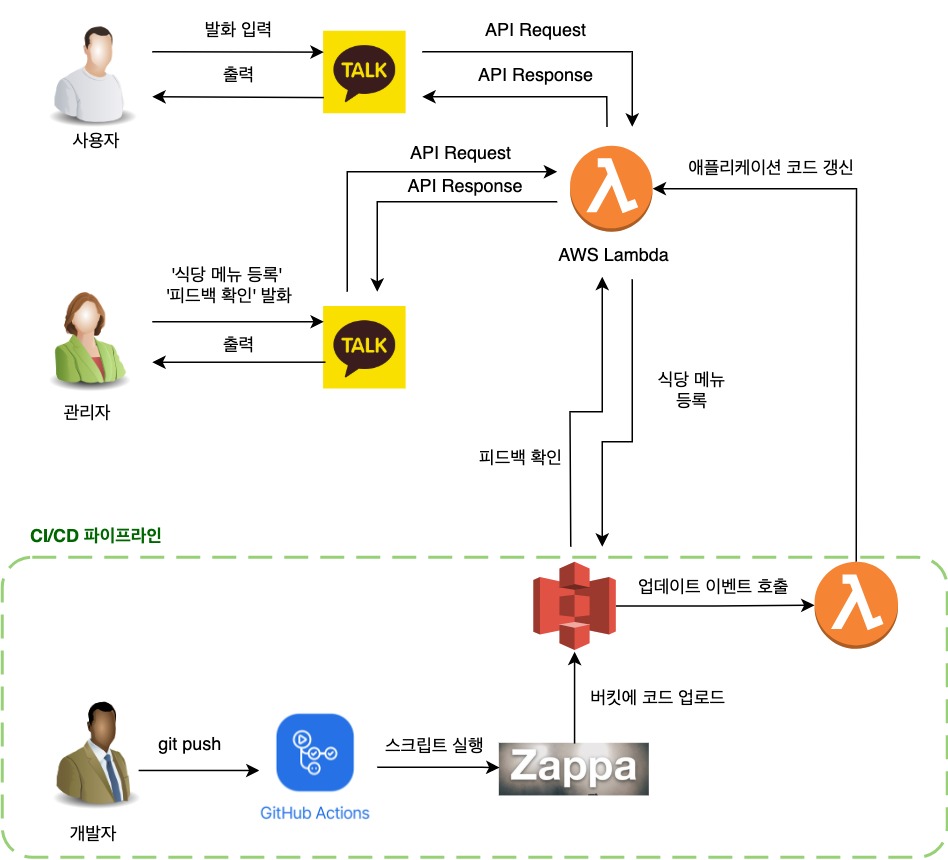 발화 입력
출력
TALK
API Request
API Response
사용자
API Request
API Response
애플리케이션 코드 갱신
AWS Lambda
'식당 메뉴 등록'
'피드백 확인' 발화
출력
TALK
관리자
식당 메뉴
등록
피드백 확인
CI/CD 파이프라인
업데이트 이벤트 호출
버킷에 코드 업로드
git push
스크립트 실행
Zappa
GitHub Actions
개발자